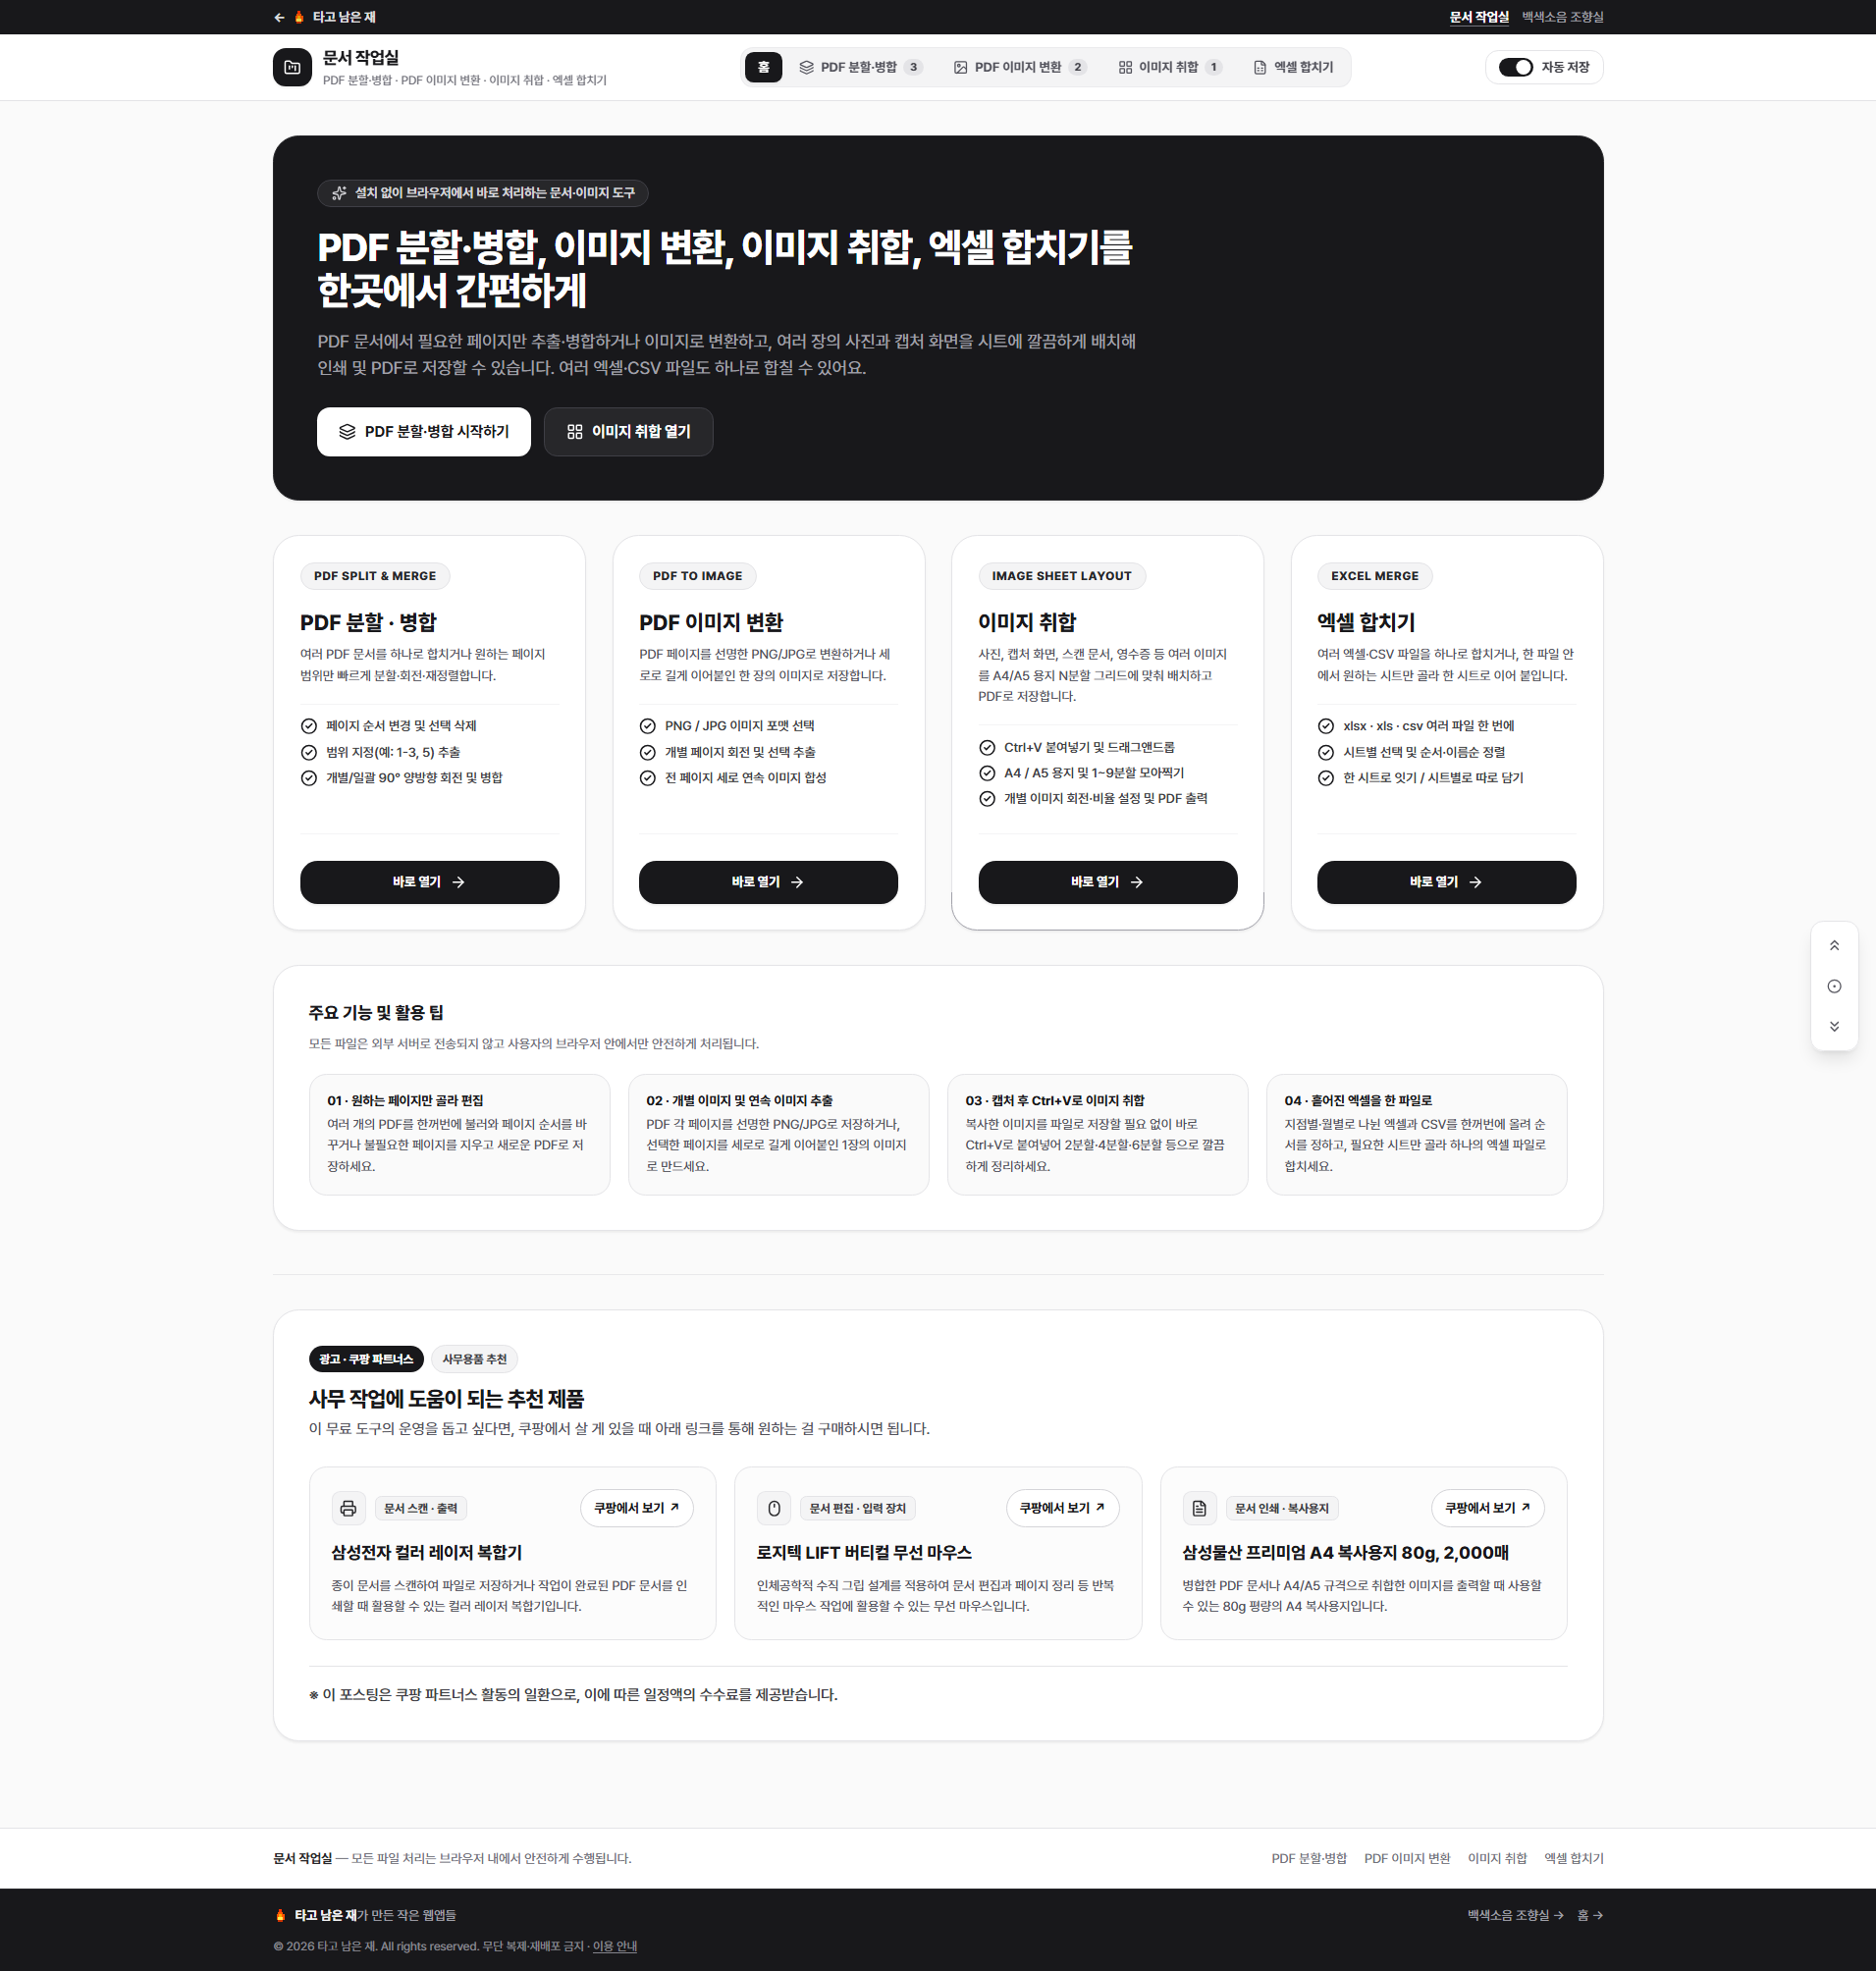 ← 타고 남은 재
문서 작업실 백색소음 조향실
문서 작업실
PDF 분할·병합 · PDF 이미지 변환 · 이미지 취합 · 엑셀 합치기
홈 PDF 분할·병합 3 PDF 이미지 변환 2 이미지 취합 1 엑셀 합치기
자동 저장
설치 없이 브라우저에서 바로 처리하는 문서·이미지 도구
PDF 분할·병합, 이미지 변환, 이미지 취합, 엑셀 합치기를
한곳에서 간편하게
PDF 문서에서 필요한 페이지만 추출·병합하거나 이미지로 변환하고, 여러 장의 사진과 캡처 화면을 시트에 깔끔하게 배치해
인쇄 및 PDF로 저장할 수 있습니다. 여러 엑셀·CSV 파일도 하나로 합칠 수 있어요.
PDF 분할·병합 시작하기
이미지 취합 열기
PDF SPLIT & MERGE
PDF 분할 · 병합
여러 PDF 문서를 하나로 합치거나 원하는 페이지
범위만 빠르게 분할·회전·재정렬합니다.
페이지 순서 변경 및 선택 삭제
범위 지정(예: 1-3, 5) 추출
개별/일괄 90° 양방향 회전 및 병합
바로 열기 →
PDF TO IMAGE
PDF 이미지 변환
PDF 페이지를 선명한 PNG/JPG로 변환하거나 세
로로 길게 이어붙인 한 장의 이미지로 저장합니다.
PNG / JPG 이미지 포맷 선택
개별 페이지 회전 및 선택 추출
전 페이지 세로 연속 이미지 합성
바로 열기 →
IMAGE SHEET LAYOUT
이미지 취합
사진, 캡처 화면, 스캔 문서, 영수증 등 여러 이미지
를 A4/A5 용지 N분할 그리드에 맞춰 배치하고
PDF로 저장합니다.
Ctrl+V 붙여넣기 및 드래그앤드롭
A4 / A5 용지 및 1~9분할 모아찍기
개별 이미지 회전·비율 설정 및 PDF 출력
바로 열기 →
EXCEL MERGE
엑셀 합치기
여러 엑셀·CSV 파일을 하나로 합치거나, 한 파일 안
에서 원하는 시트만 골라 한 시트로 이어 붙입니다.
xlsx · xls · csv 여러 파일 한 번에
시트별 선택 및 순서·이름순 정렬
한 시트로 잇기 / 시트별로 따로 담기
바로 열기 →
주요 기능 및 활용 팁
모든 파일은 외부 서버로 전송되지 않고 사용자의 브라우저 안에서만 안전하게 처리됩니다.
01 · 원하는 페이지만 골라 편집
여러 개의 PDF를 한꺼번에 불러와 페이지 순서를 바
꾸거나 불필요한 페이지를 지우고 새로운 PDF로 저
장하세요.
02 · 개별 이미지 및 연속 이미지 추출
PDF 각 페이지를 선명한 PNG/JPG로 저장하거나,
선택한 페이지를 세로로 길게 이어붙인 1장의 이미지
로 만드세요.
03 · 캡처 후 Ctrl+V로 이미지 취합
복사한 이미지를 파일로 저장할 필요 없이 바로
Ctrl+V로 붙여넣어 2분할·4분할·6분할 등으로 깔끔
하게 정리하세요.
04 · 흩어진 엑셀을 한 파일로
지점별·월별로 나뉜 엑셀과 CSV를 한꺼번에 올려 순
서를 정하고, 필요한 시트만 골라 하나의 엑셀 파일로
합치세요.
광고 · 쿠팡 파트너스 사무용품 추천
사무 작업에 도움이 되는 추천 제품
이 무료 도구의 운영을 돕고 싶다면, 쿠팡에서 살 게 있을 때 아래 링크를 통해 원하는 걸 구매하시면 됩니다.
문서 스캔 · 출력 쿠팡에서 보기 ↗
삼성전자 컬러 레이저 복합기
종이 문서를 스캔하여 파일로 저장하거나 작업이 완료된 PDF 문서를 인
쇄할 때 활용할 수 있는 컬러 레이저 복합기입니다.
문서 편집 · 입력 장치 쿠팡에서 보기 ↗
로지텍 LIFT 버티컬 무선 마우스
인체공학적 수직 그립 설계를 적용하여 문서 편집과 페이지 정리 등 반복
적인 마우스 작업에 활용할 수 있는 무선 마우스입니다.
문서 인쇄 · 복사용지 쿠팡에서 보기 ↗
삼성물산 프리미엄 A4 복사용지 80g, 2,000매
병합한 PDF 문서나 A4/A5 규격으로 취합한 이미지를 출력할 때 사용할
수 있는 80g 평량의 A4 복사용지입니다.
※ 이 포스팅은 쿠팡 파트너스 활동의 일환으로, 이에 따른 일정액의 수수료를 제공받습니다.
문서 작업실 — 모든 파일 처리는 브라우저 내에서 안전하게 수행됩니다.
PDF 분할·병합 PDF 이미지 변환 이미지 취합 엑셀 합치기
타고 남은 재가 만든 작은 웹앱들
백색소음 조향실 → 홈 →
© 2026 타고 남은 재. All rights reserved. 무단 복제·재배포 금지 · 이용 안내